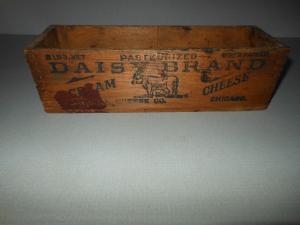 PASTEURIZED
DAISY BRAND
CREAM CHEESE
CHEESE CO. CHICAGO.